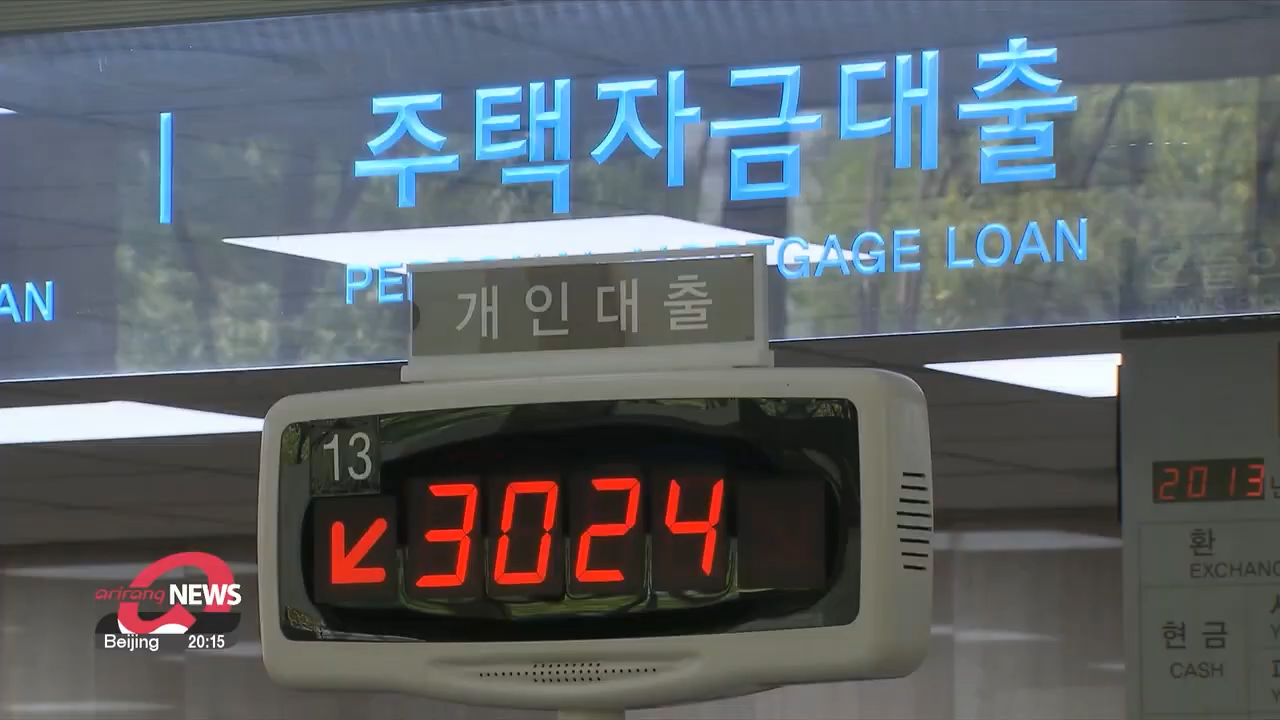 주택자금대출
GAGE LOAN
AN
개인대출
13
3024
2013
환
EXCHANG
현금
CASH
arirang NEWS
Beijing 20:15